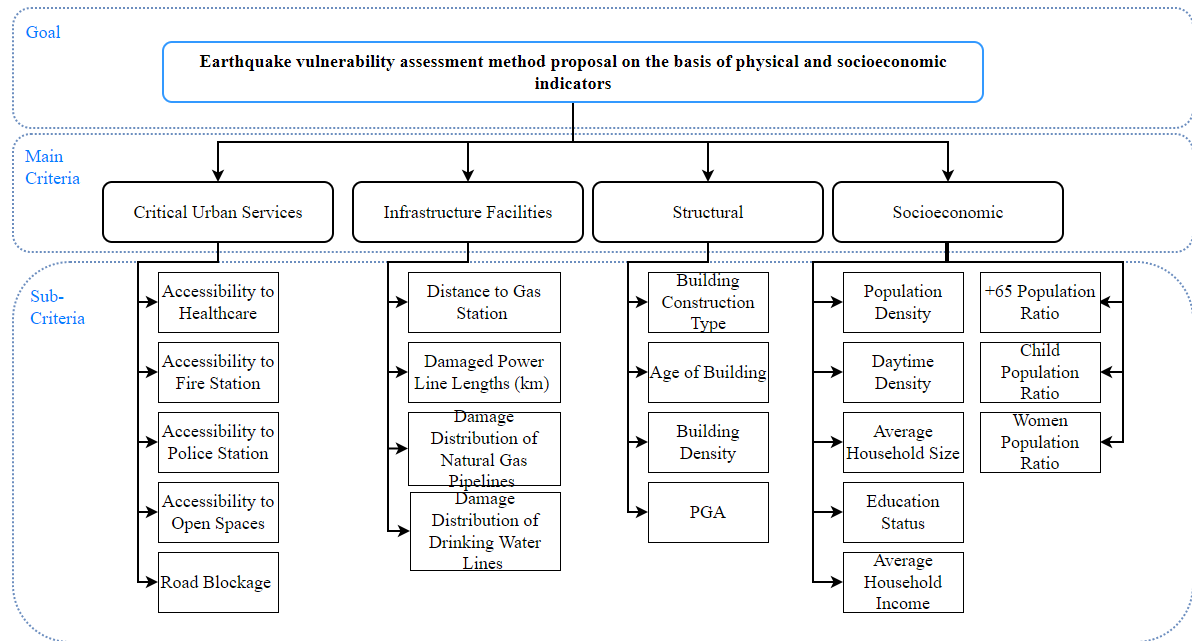 Goal
Earthquake vulnerability assessment method proposal on the basis of physical and socioeconomic
indicators
Main
Criteria
Critical Urban Services
Infrastructure Facilities
Structural
Socioeconomic
Sub-
Criteria
Accessibility to
Healthcare
Accessibility to
Fire Station
Accessibility to
Police Station
Accessibility to
Open Spaces
Road Blockage
Distance to Gas
Station
Damaged Power
Line Lengths (km)
Damage
Distribution of
Natural Gas
Pipelines
Damage
Distribution of
Drinking Water
Lines
Building
Construction
Type
Age of Building
Building
Density
PGA
Population
Density
Daytime
Density
Average
Household Size
Education
Status
Average
Household
Income
+65 Population
Ratio
Child
Population
Ratio
Women
Population
Ratio